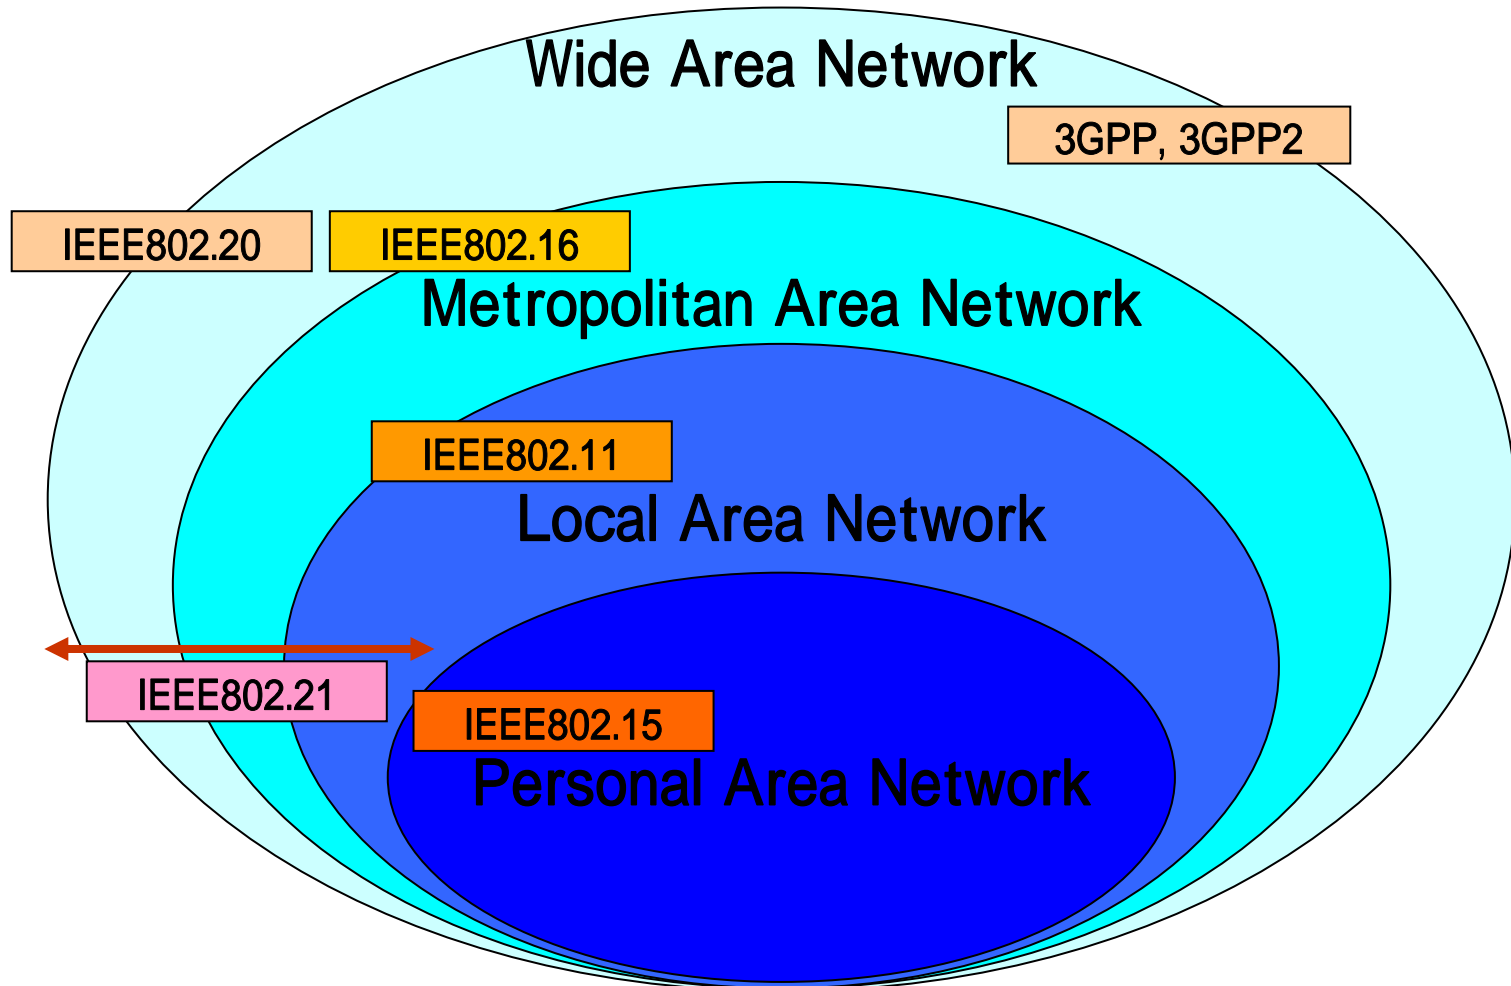 Wide Area Network
3GPP, 3GPP2
IEEE802.20
IEEE802.16
Metropolitan Area Network
IEEE802.11
Local Area Network
IEEE802.21
IEEE802.15
Personal Area Network